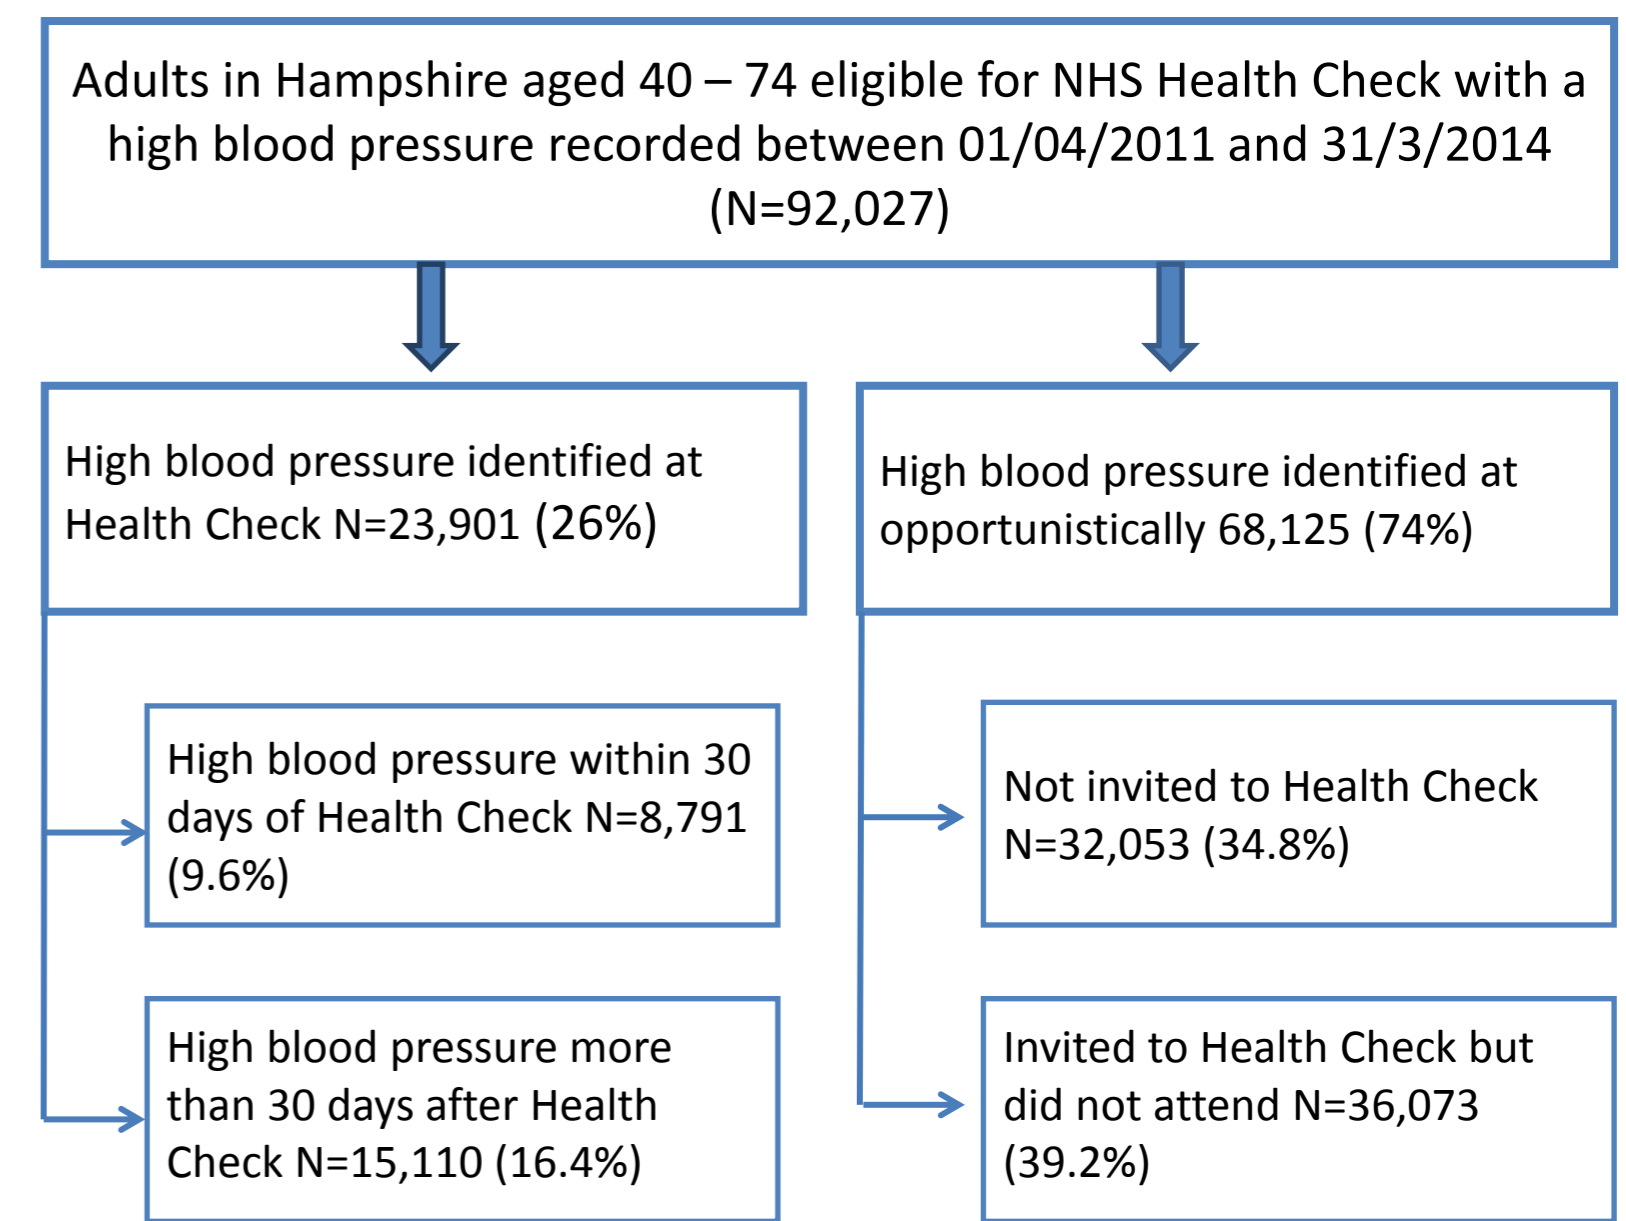 Adults in Hampshire aged 40 – 74 eligible for NHS Health Check with a
high blood pressure recorded between 01/04/2011 and 31/3/2014
(N=92,027)
High blood pressure identified at
Health Check N=23,901 (26%)
High blood pressure identified at
opportunistically 68,125 (74%)
High blood pressure within 30
days of Health Check N=8,791
(9.6%)
Not invited to Health Check
N=32,053 (34.8%)
High blood pressure more
than 30 days after Health
Check N=15,110 (16.4%)
Invited to Health Check but
did not attend N=36,073
(39.2%)